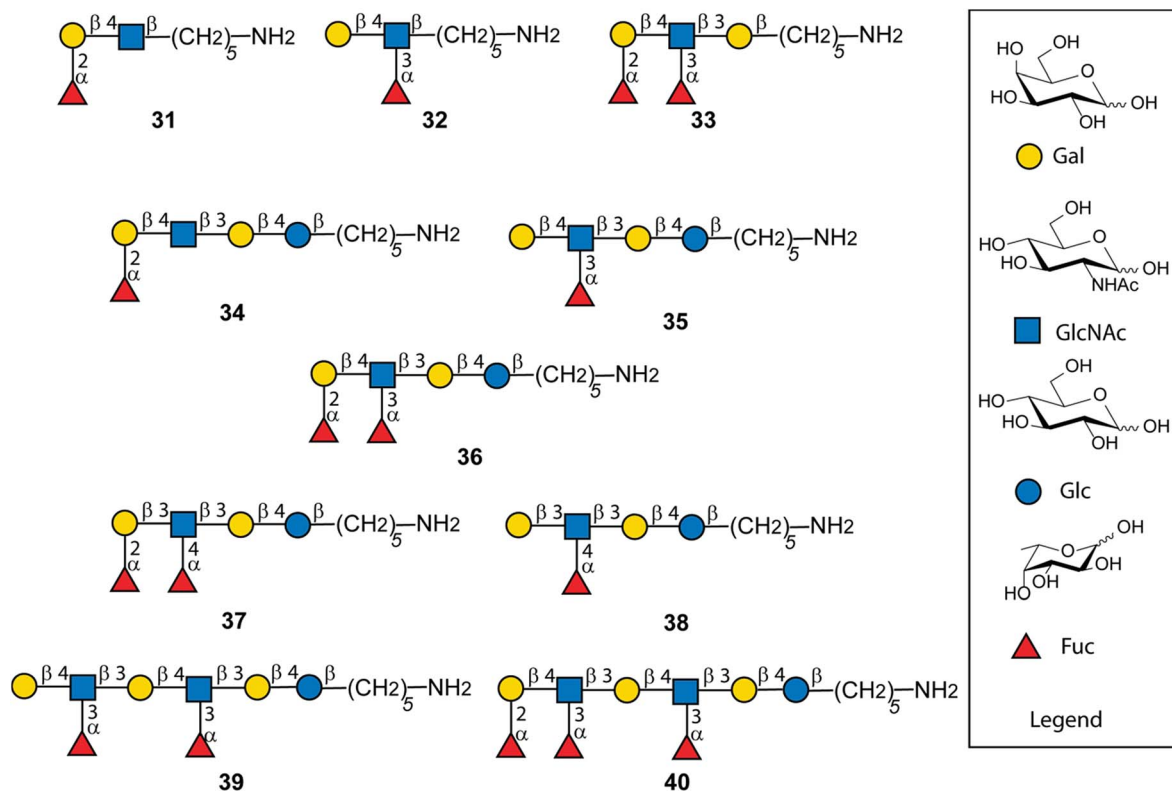 β 4 β (CH2)5 NH2
2
α
31
β 4 β (CH2)5 NH2
3
α
32
β 4 β 3 β (CH2)5 NH2
2 3
α α
33
β 4 β 3 β 4 β (CH2)5 NH2
2
α
34
β 4 β 3 β 4 β (CH2)5 NH2
3
α
35
β 4 β 3 β 4 β (CH2)5 NH2
2 3
α α
36
β 3 β 3 β 4 β (CH2)5 NH2
2 4
α α
37
β 3 β 3 β 4 β (CH2)5 NH2
4
α
38
β 4 β 3 β 4 β 3 β 4 β (CH2)5 NH2
3 3
α α
39
β 4 β 3 β 4 β 3 β 4 β (CH2)5 NH2
2 3 3
α α α
40
HO OH
O
HO OH
OH
Gal
OH
HO O
HO OH
NHAc
GlcNAc
OH
HO O
HO OH
OH
Glc
OH
O
OH
OH
HO
Fuc
Legend